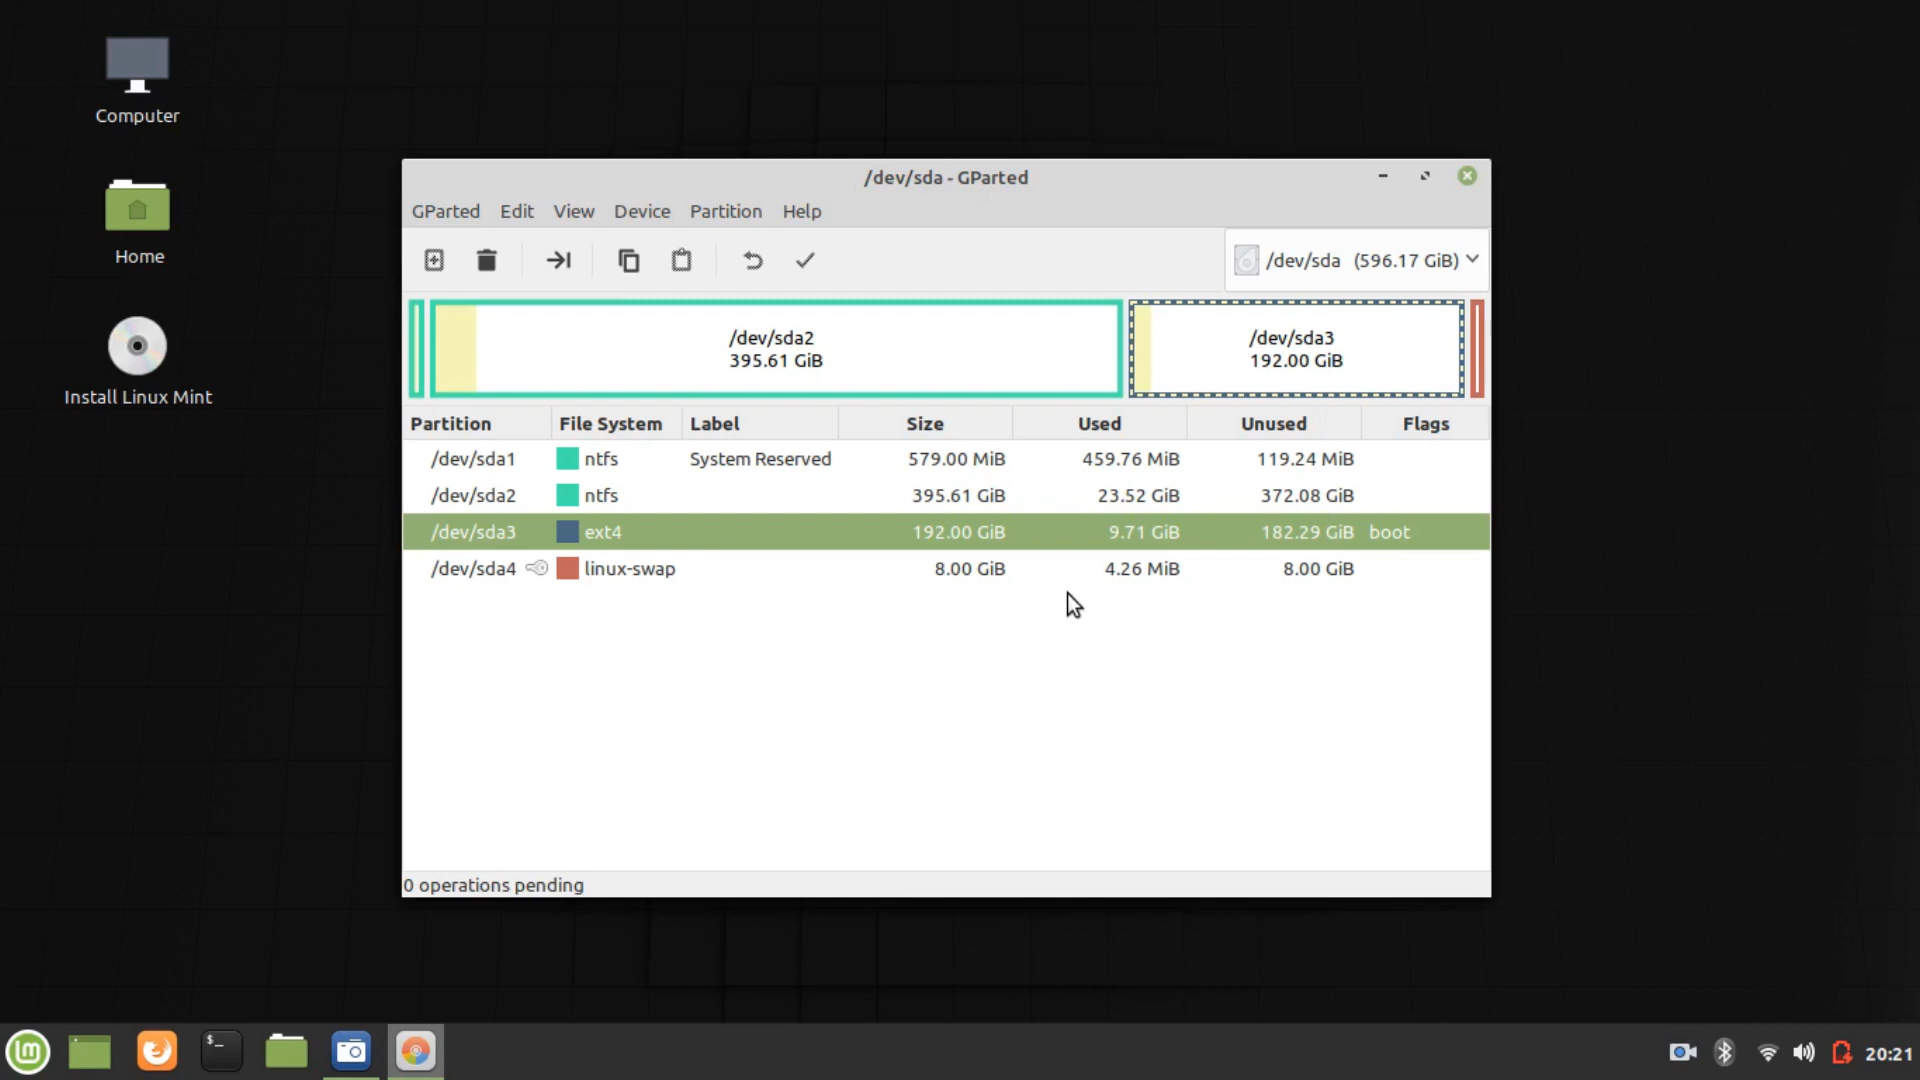 Computer
Home
Install Linux Mint
/dev/sda - GParted
GParted Edit View Device Partition Help
/dev/sda (596.17 GiB)
/dev/sda2
395.61 GiB
/dev/sda3
192.00 GiB
Partition File System Label Size Used Unused Flags
/dev/sda1 ntfs System Reserved 579.00 MiB 459.76 MiB 119.24 MiB
/dev/sda2 ntfs 395.61 GiB 23.52 GiB 372.08 GiB
/dev/sda3 ext4 192.00 GiB 9.71 GiB 182.29 GiB boot
/dev/sda4 linux-swap 8.00 GiB 4.26 MiB 8.00 GiB
0 operations pending
$_
20:21